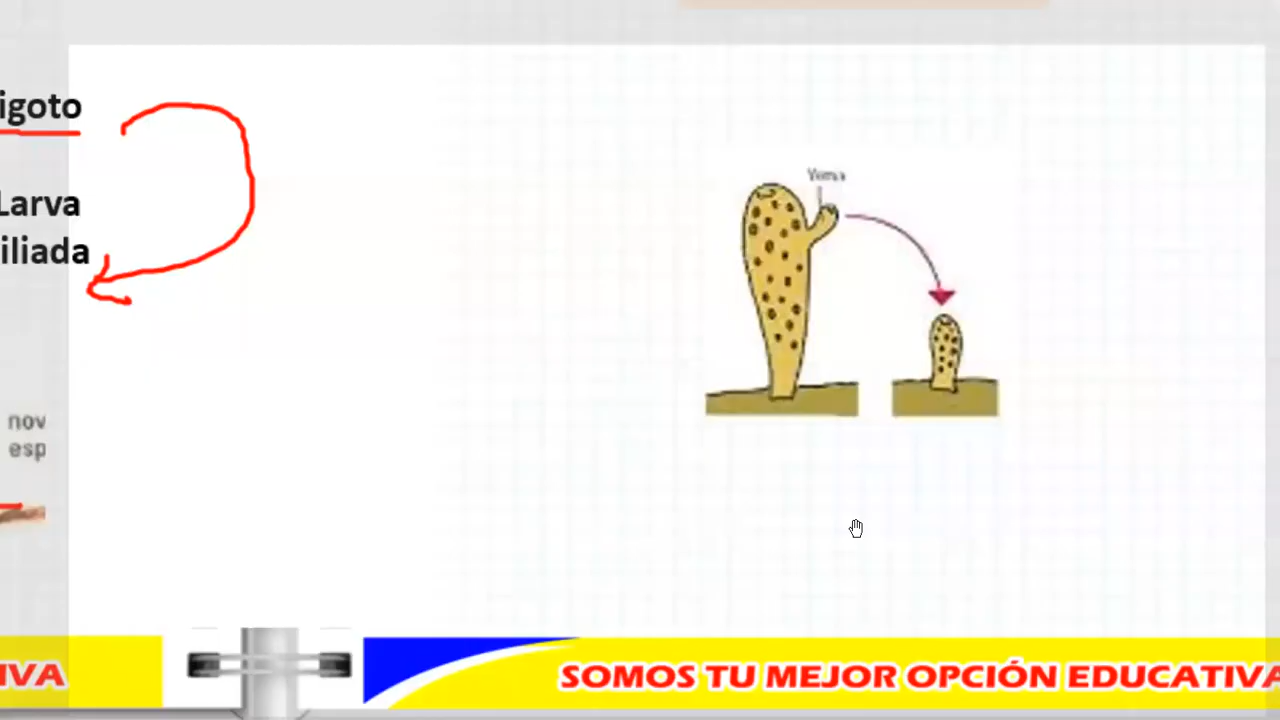 igoto
Larva
iliada
Yema
nov
esp
IVA
SOMOS TU MEJOR OPCIÓN EDUCATIVA